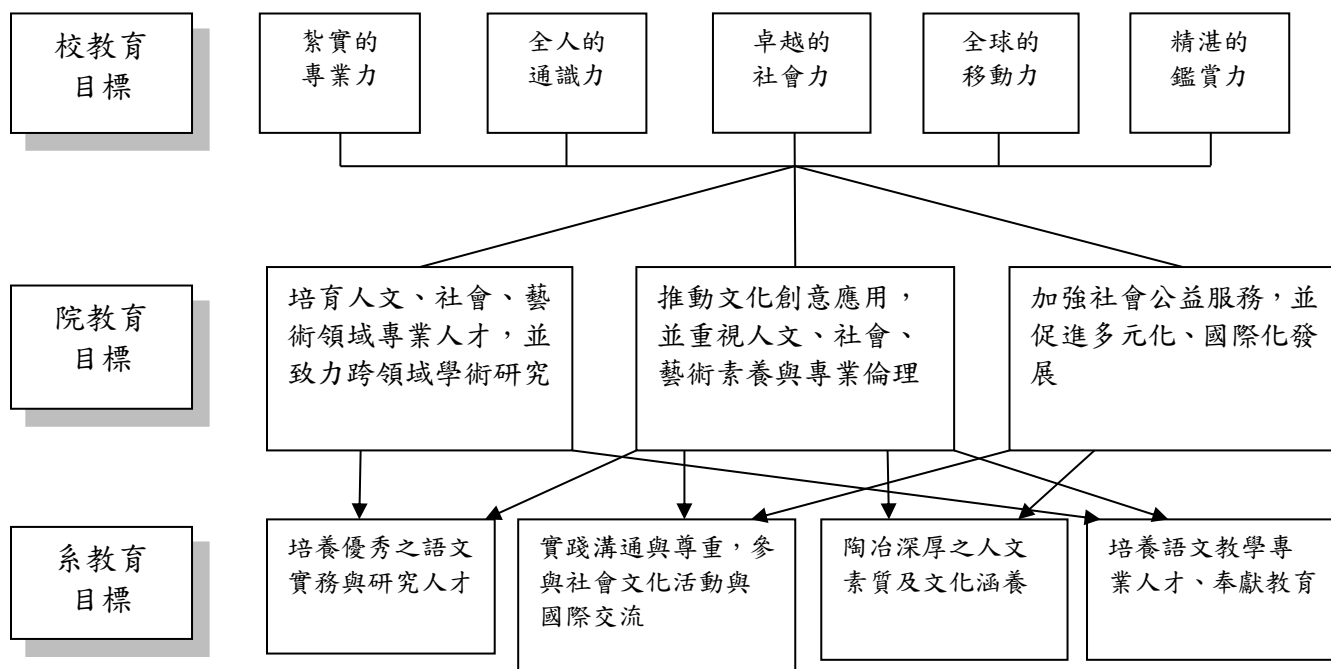 校教育
目標
紮實的
專業力
全人的
通識力
卓越的
社會力
全球的
移動力
精湛的
鑑賞力
院教育
目標
培育人文、社會、藝
術領域專業人才，並
致力跨領域學術研究
推動文化創意應用，
並重視人文、社會、
藝術素養與專業倫理
加強社會公益服務，並
促進多元化、國際化發
展
系教育
目標
培養優秀之語文
實務與研究人才
實踐溝通與尊重，參
與社會文化活動與
國際交流
陶冶深厚之人文
素質及文化涵養
培養語文教學專
業人才、奉獻教育